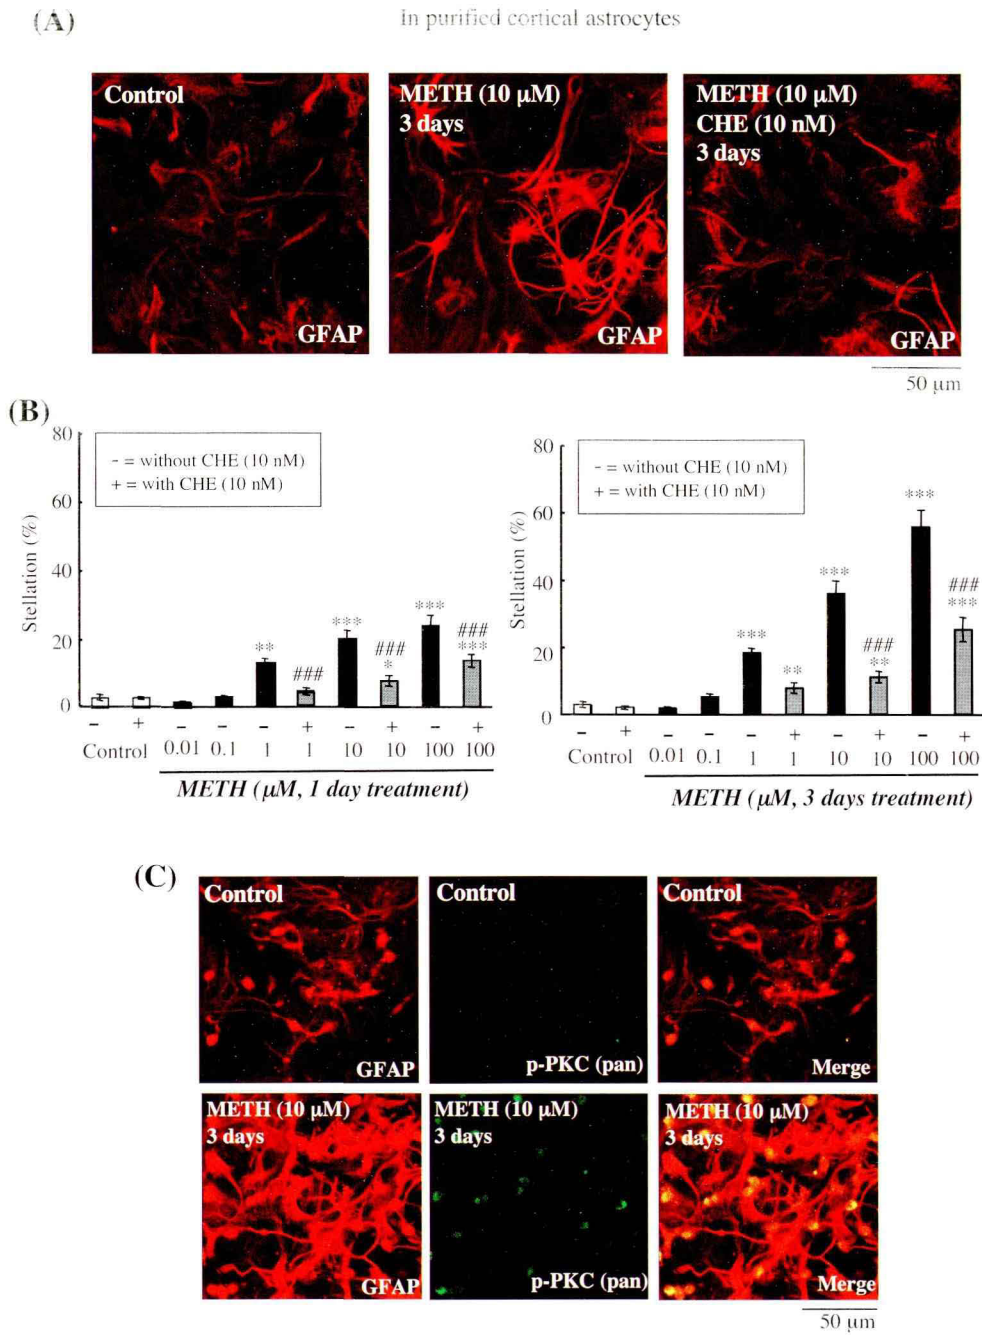 (A)
In purified cortical astrocytes
Control
GFAP
METH (10 μM)
3 days
GFAP
METH (10 μM)
CHE (10 nM)
3 days
GFAP
50 μm
(B)
80
60
40
20
0
Stellation (%)
- = without CHE (10 nM)
+ = with CHE (10 nM)
** ### *** ### * *** ### ***
- + - - - + - + - +
Control 0.01 0.1 1 1 10 10 100 100
METH (μM, 1 day treatment)
80
60
40
20
0
Stellation (%)
- = without CHE (10 nM)
+ = with CHE (10 nM)
*** ** *** ### ** *** ### ***
- + - - - + - + - +
Control 0.01 0.1 1 1 10 10 100 100
METH (μM, 3 days treatment)
(C)
Control
GFAP
Control
p-PKC (pan)
Control
Merge
METH (10 μM)
3 days
GFAP
METH (10 μM)
3 days
p-PKC (pan)
METH (10 μM)
3 days
Merge
50 μm